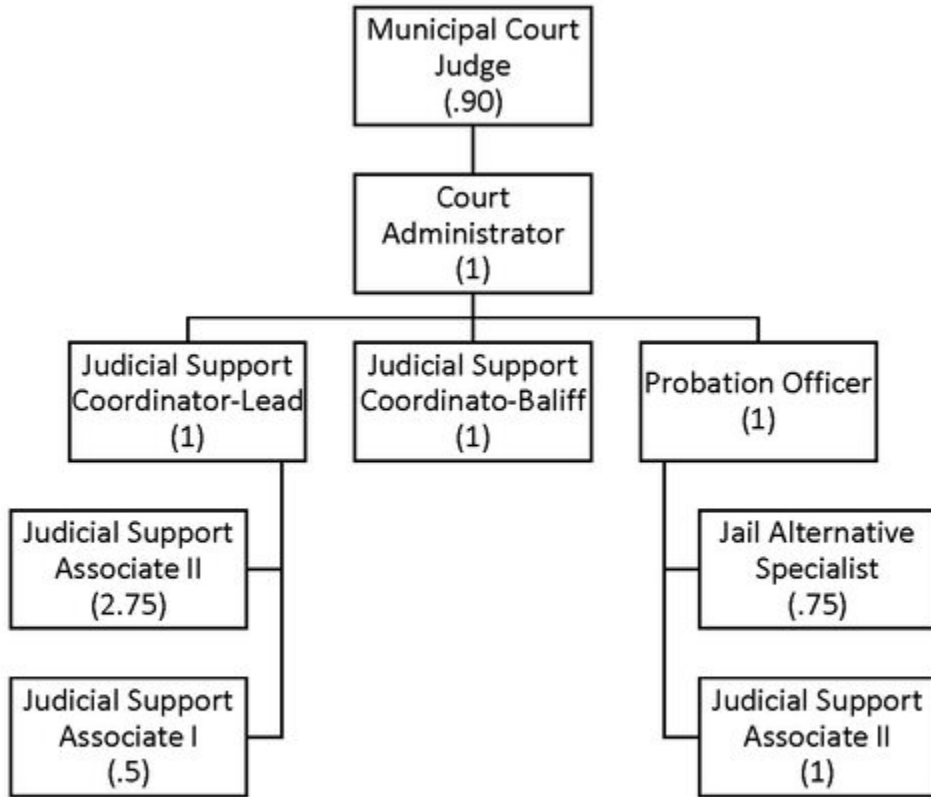 Municipal Court
Judge
(.90)
Court
Administrator
(1)
Judicial Support
Coordinator-Lead
(1)
Judicial Support
Coordinato-Baliff
(1)
Probation Officer
(1)
Judicial Support
Associate II
(2.75)
Jail Alternative
Specialist
(.75)
Judicial Support
Associate I
(.5)
Judicial Support
Associate II
(1)